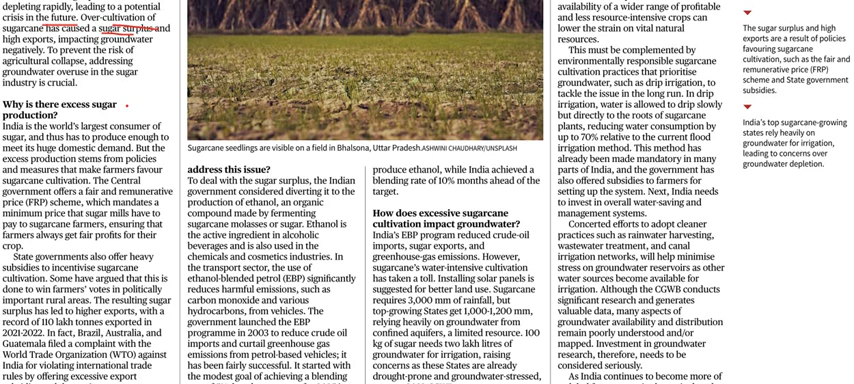 depleting rapidly, leading to a potential
crisis in the future. Over-cultivation of
sugarcane has caused a sugar surplus and
high exports, impacting groundwater
negatively. To prevent the risk of
agricultural collapse, addressing
groundwater overuse in the sugar
industry is crucial.
Why is there excess sugar
production?
India is the world's largest consumer of
sugar, and thus has to produce enough to
meet its huge domestic demand. But the
excess production stems from policies
and measures that make farmers favour
sugarcane cultivation. The Central
government offers a fair and remunerative
price (FRP) scheme, which mandates a
minimum price that sugar mills have to
pay to sugarcane farmers, ensuring that
farmers always get fair profits for their
crop.
State governments also offer heavy
subsidies to incentivise sugarcane
cultivation. Some have argued that this is
done to win farmers' votes in politically
important rural areas. The resulting sugar
surplus has led to higher exports, with a
record of 110 lakh tonnes exported in
2021-2022. In fact, Brazil, Australia, and
Guatemala filed a complaint with the
World Trade Organization (WTO) against
India for violating international trade
rules by offering excessive export
Sugarcane seedlings are visible on a field in Bhalsona, Uttar Pradesh. ASHWINI CHAUDHARY/UNSPLASH
address this issue?
To deal with the sugar surplus, the Indian
government considered diverting it to the
production of ethanol, an organic
compound made by fermenting
sugarcane molasses or sugar. Ethanol is
the active ingredient in alcoholic
beverages and is also used in the
chemicals and cosmetics industries. In
the transport sector, the use of
ethanol-blended petrol (EBP) significantly
reduces harmful emissions, such as
carbon monoxide and various
hydrocarbons, from vehicles. The
government launched the EBP
programme in 2003 to reduce crude oil
imports and curtail greenhouse gas
emissions from petrol-based vehicles; it
has been fairly successful. It started with
the modest goal of achieving a blending
produce ethanol, while India achieved a
blending rate of 10% months ahead of the
target.
How does excessive sugarcane
cultivation impact groundwater?
India's EBP program reduced crude-oil
imports, sugar exports, and
greenhouse-gas emissions. However,
sugarcane's water-intensive cultivation
has taken a toll. Installing solar panels is
suggested for better land use. Sugarcane
requires 3,000 mm of rainfall, but
top-growing States get 1,000-1,200 mm,
relying heavily on groundwater from
confined aquifers, a limited resource. 100
kg of sugar needs two lakh litres of
groundwater for irrigation, raising
concerns as these States are already
drought-prone and groundwater-stressed,
availability of a wider range of profitable
and less resource-intensive crops can
lower the strain on vital natural
resources.
This must be complemented by
environmentally responsible sugarcane
cultivation practices that prioritise
groundwater, such as drip irrigation, to
tackle the issue in the long run. In drip
irrigation, water is allowed to drip slowly
but directly to the roots of sugarcane
plants, reducing water consumption by
up to 70% relative to the current flood
irrigation method. This method has
already been made mandatory in many
parts of India, and the government has
also offered subsidies to farmers for
setting up the system. Next, India needs
to invest in overall water-saving and
management systems.
Concerted efforts to adopt cleaner
practices such as rainwater harvesting,
wastewater treatment, and canal
irrigation networks, will help minimise
stress on groundwater reservoirs as other
water sources become available for
irrigation. Although the CGWB conducts
significant research and generates
valuable data, many aspects of
groundwater availability and distribution
remain poorly understood and/or
mapped. Investment in groundwater
research, therefore, needs to be
considered seriously.
As India continues to become more of
The sugar surplus and high
exports are a result of policies
favouring sugarcane
cultivation, such as the fair and
remunerative price (FRP)
scheme and State government
subsidies.
India's top sugarcane-growing
states rely heavily on
groundwater for irrigation,
leading to concerns over
groundwater depletion.